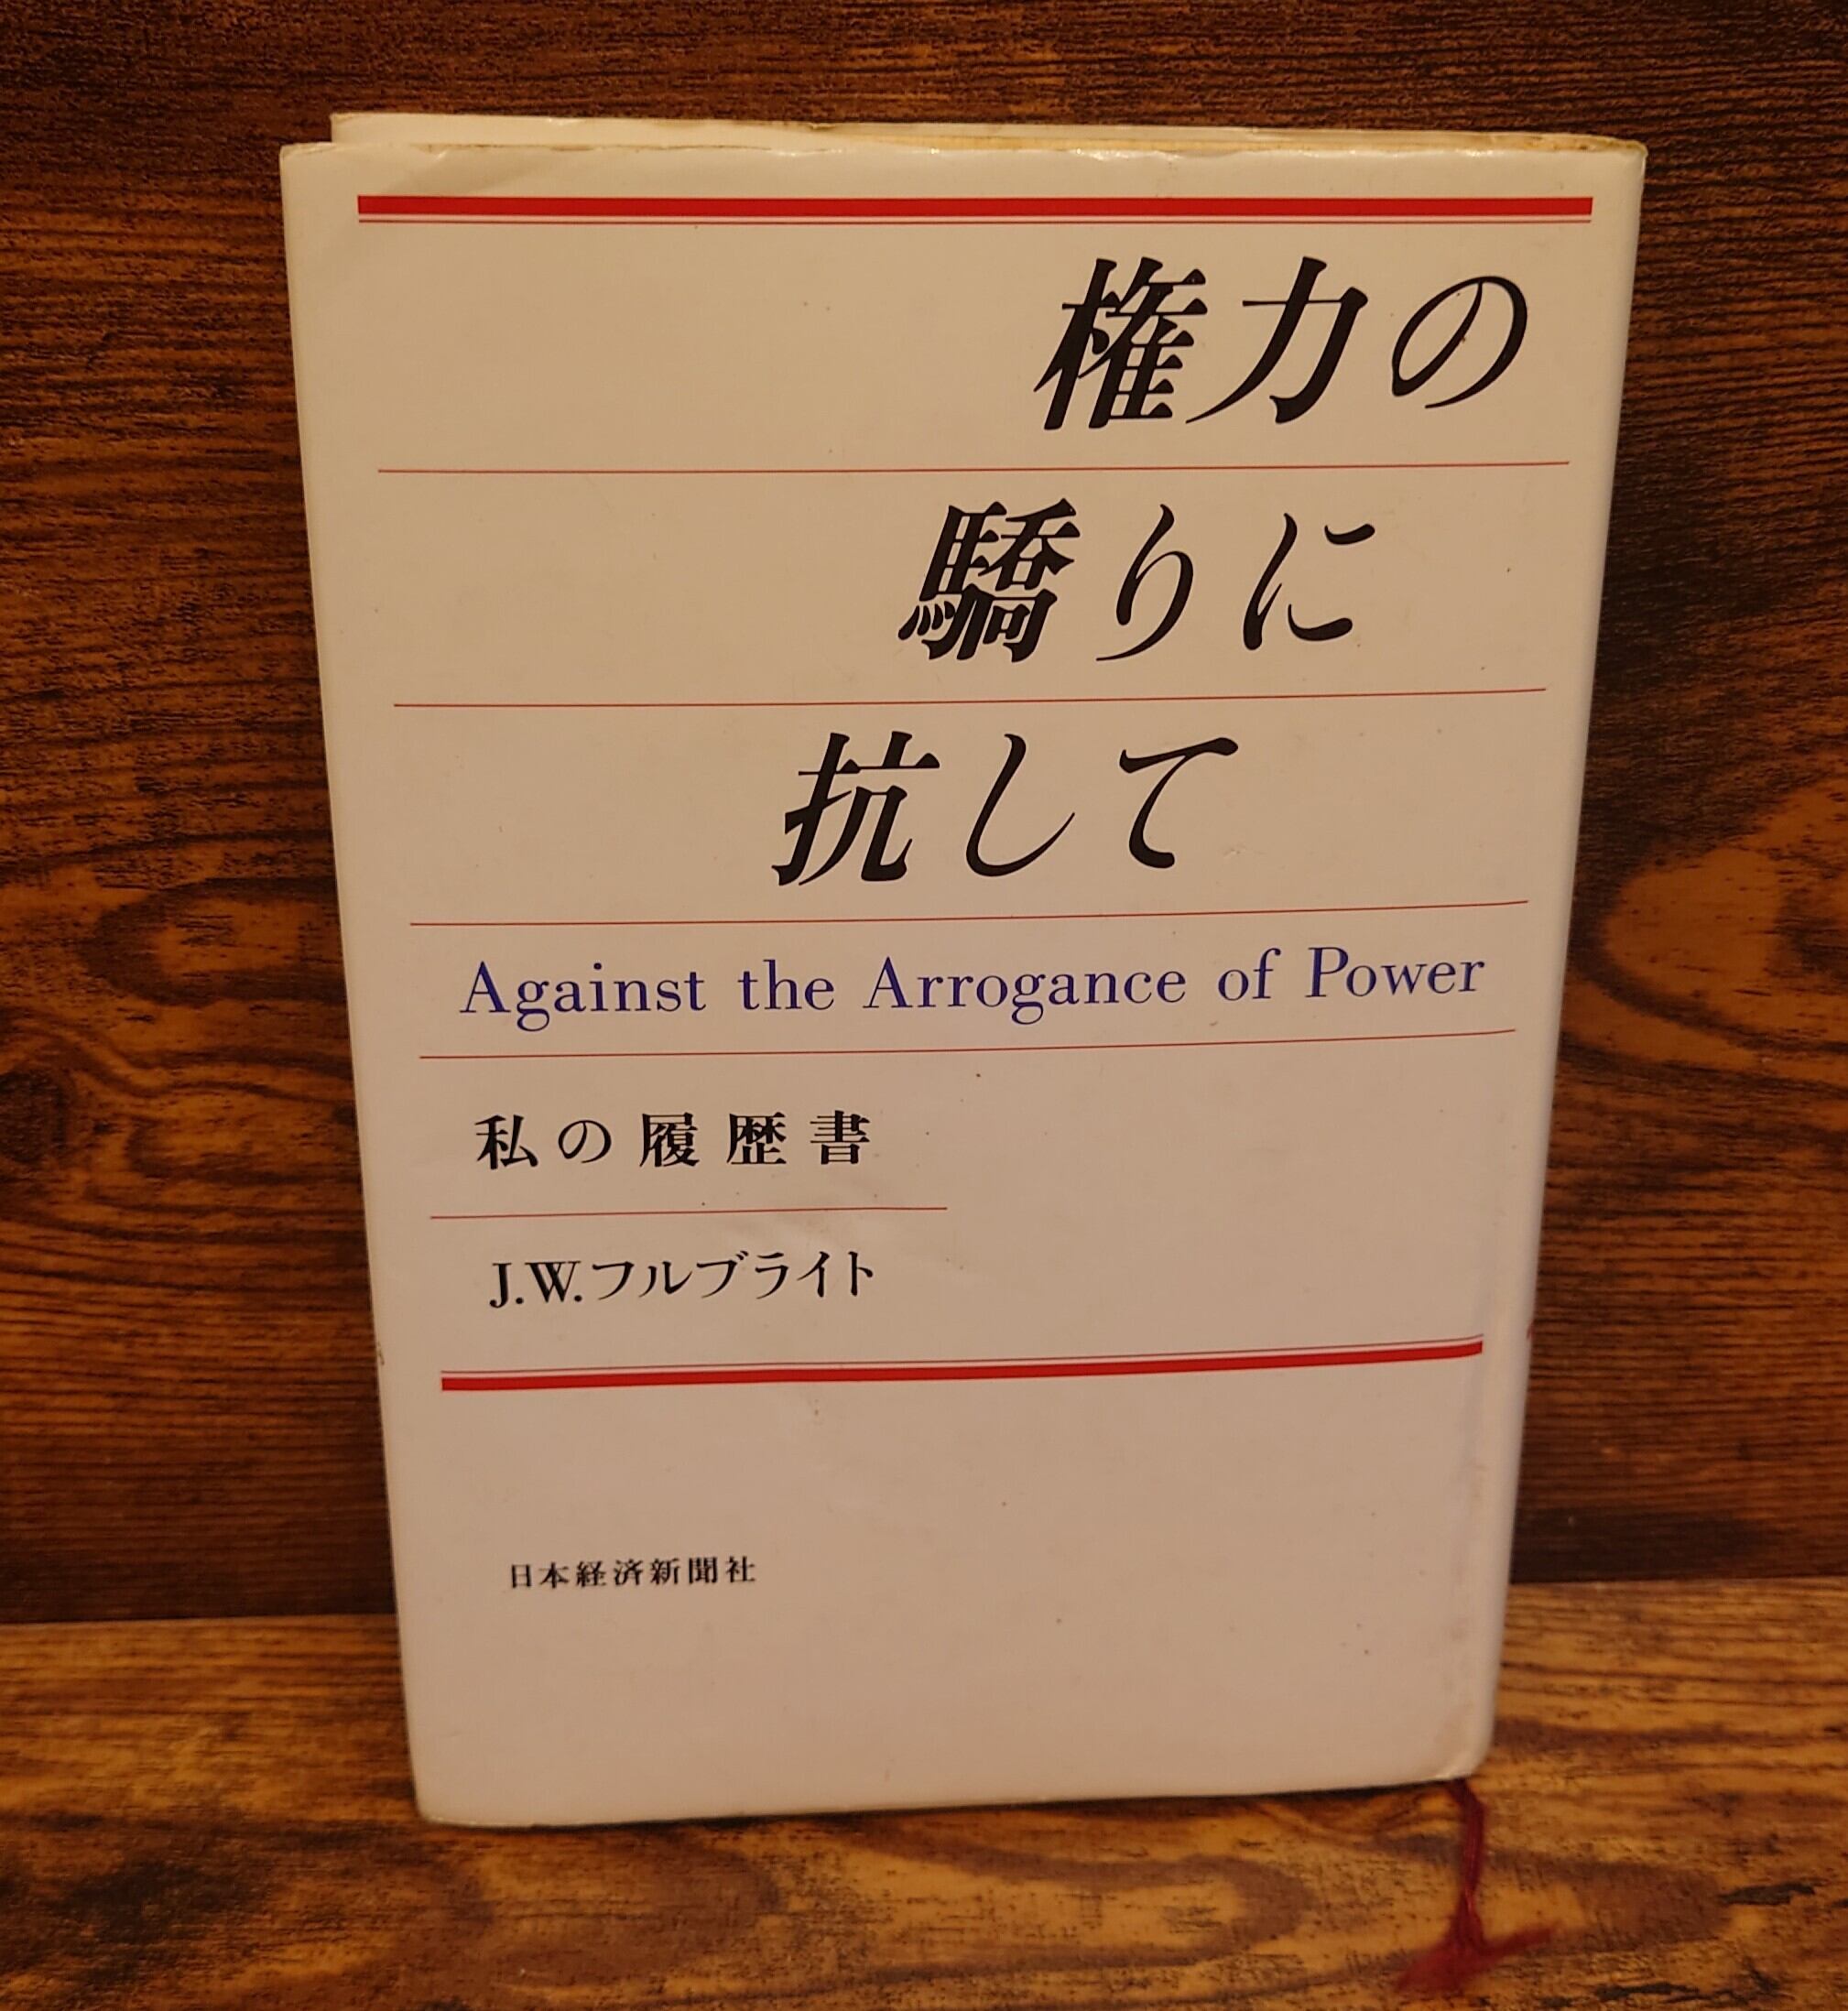 権力の
驕りに
抗して
Against the Arrogance of Power
私の履歴書
J.W.フルブライト
日本経済新聞社